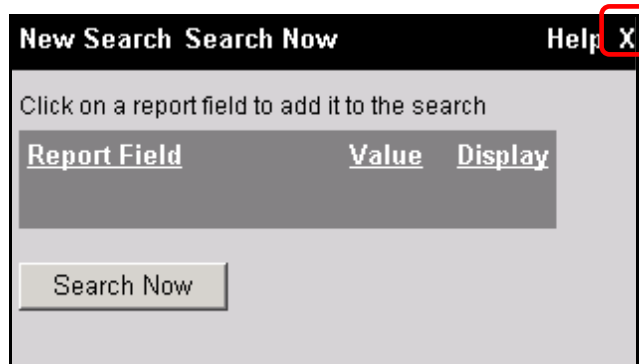 New Search Search Now Help X
Click on a report field to add it to the search
Report Field Value Display
Search Now